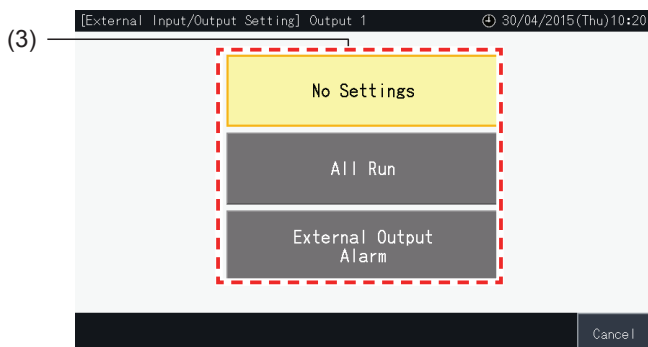 [External Input/Output Setting] Output 1
30/04/2015(Thu)10:20
(3)
No Settings
All Run
External Output
Alarm
Cancel